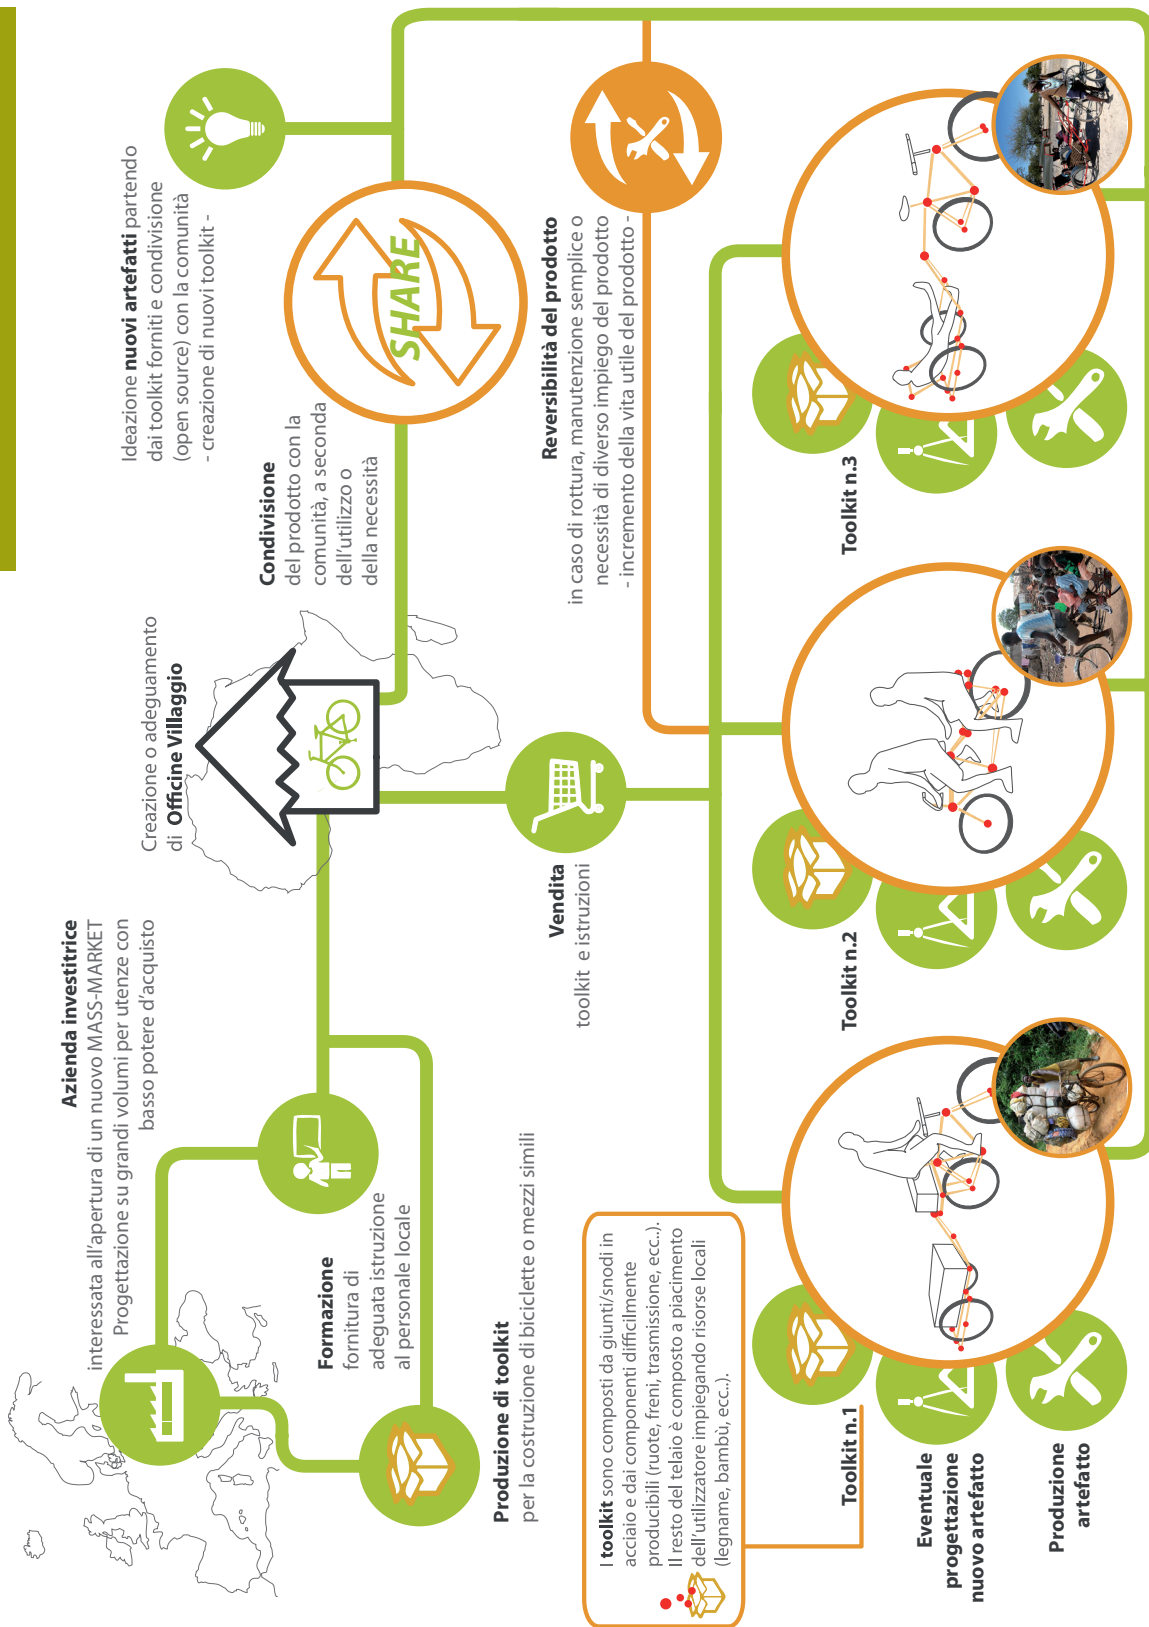 Azienda investitrice
interessata all'apertura di un nuovo MASS-MARKET
Progettazione su grandi volumi per utenze con
basso potere d'acquisto
Creazione o adeguamento
di Officine Villaggio
Ideazione nuovi artefatti partendo
dai toolkit forniti e condivisione
(open source) con la comunità
- creazione di nuovi toolkit -
Formazione
fornitura di
adeguata istruzione
al personale locale
Condivisione
del prodotto con la
comunità, a seconda
dell'utilizzo o
della necessità
SHARE
Produzione di toolkit
per la costruzione di biciclette o mezzi simili
Vendita
toolkit e istruzioni
Reversibilità del prodotto
in caso di rottura, manutenzione semplice o
necessità di diverso impiego del prodotto
- incremento della vita utile del prodotto -
I toolkit sono composti da giunti/snodi in
acciaio e dai componenti difficilmente
producibili (ruote, freni, trasmissione, ecc..).
Il resto del telaio è composto a piacimento
dell'utilizzatore impiegando risorse locali
(legname, bambù, ecc..).
Toolkit n.1
Toolkit n.2
Toolkit n.3
Eventuale
progettazione
nuovo artefatto
Produzione
artefatto